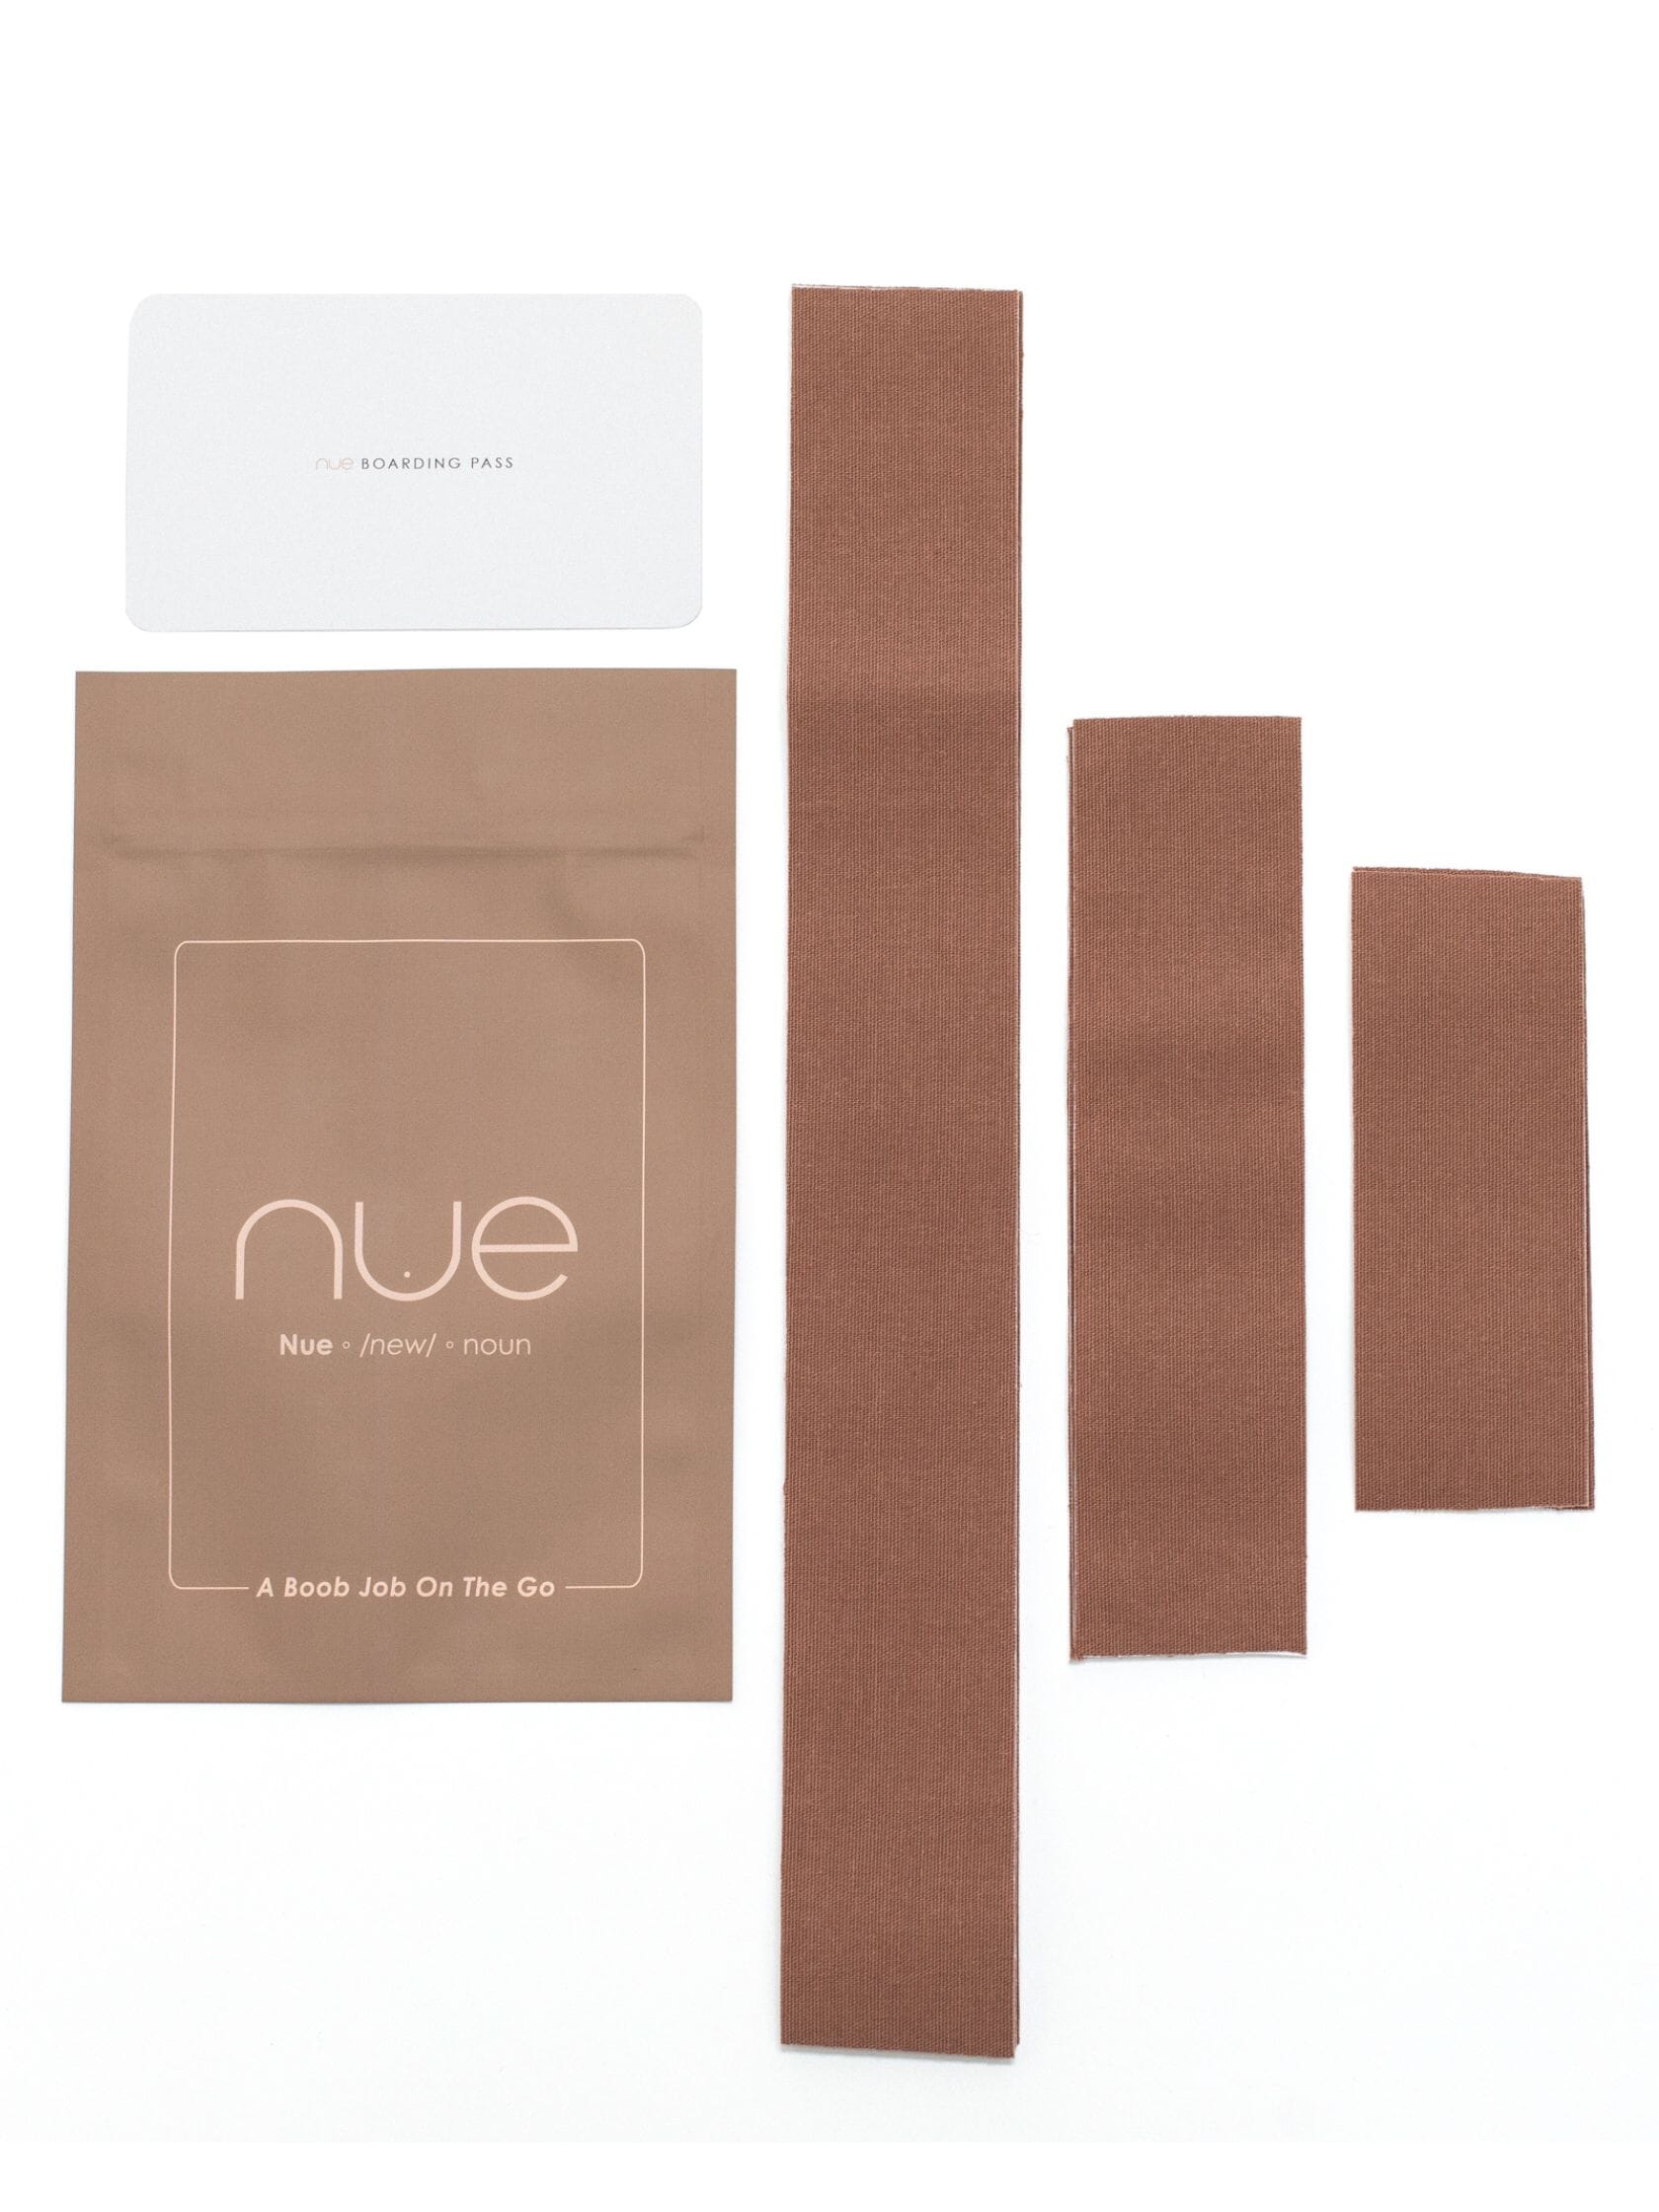 nue BOARDING PASS
nue
Nue ∘ /new/ ∘ noun
A Boob Job On The Go